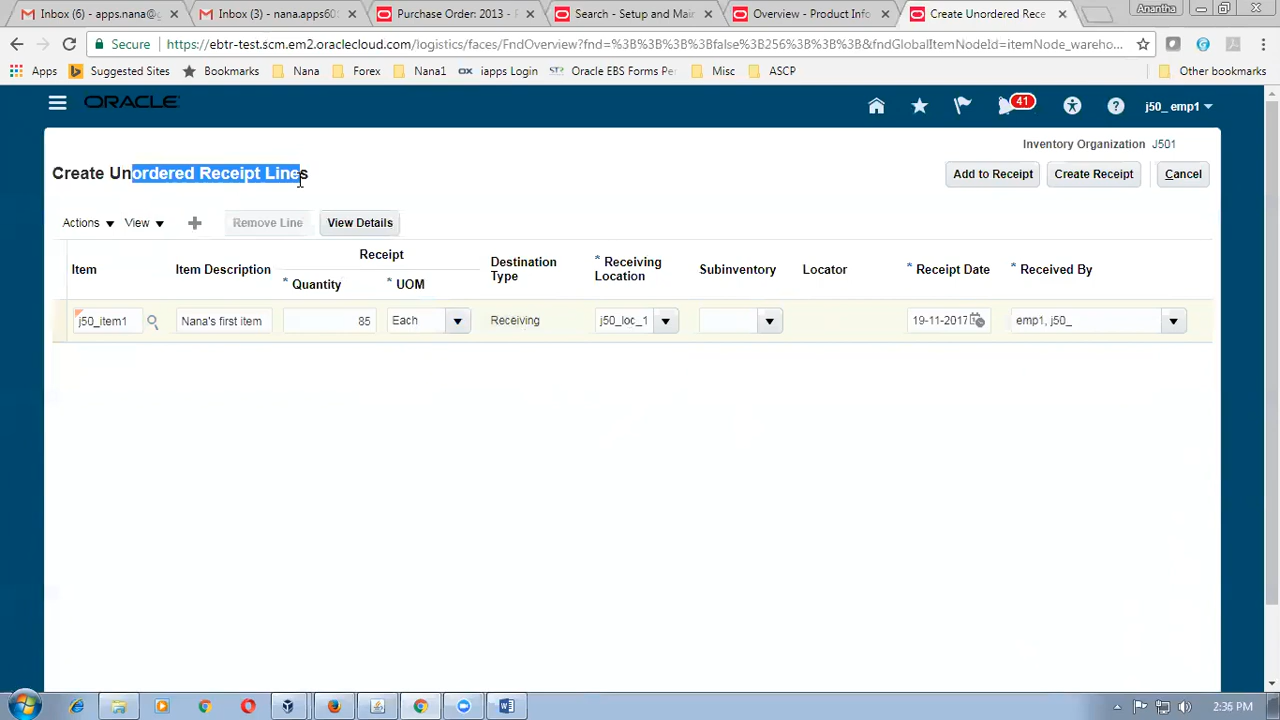 Inbox (6) - appsnana@g
Inbox (3) - nana.apps60
Purchase Order: 2013 - P
Search - Setup and Main
Overview - Product Info
Create Unordered Rece
Anantha
Secure
https://ebtr-test.scm.em2.oraclecloud.com/logistics/faces/FndOverview?fnd=%3B%3B%3B%3Bfalse%3B256%3B%3B%3B&fndGlobalItemNodeId=itemNode_wareho...
Apps
Suggested Sites
Bookmarks
Nana
Forex
Nana1
iapps Login
Oracle EBS Forms Per
Misc
ASCP
Other bookmarks
ORACLE
41
j50_ emp1
Inventory Organization J501
Create Unordered Receipt Lines
Add to Receipt
Create Receipt
Cancel
Actions
View
Remove Line
View Details
Item
Item Description
Receipt
* Quantity
* UOM
Destination Type
* Receiving Location
Subinventory
Locator
* Receipt Date
* Received By
j50_item1
Nana's first item
85
Each
Receiving
j50_loc_1
19-11-2017
emp1, j50_
2:36 PM